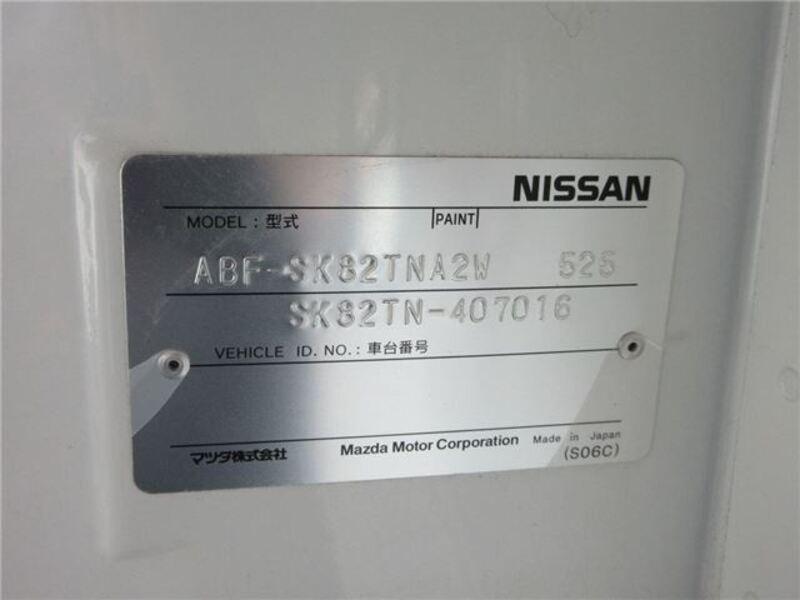 NISSAN
MODEL : 型式 PAINT
ABF-SK82TNA2W 525
SK82TN-407016
VEHICLE ID. NO. : 車台番号
マツダ株式会社 Mazda Motor Corporation Made in Japan
(S06C)